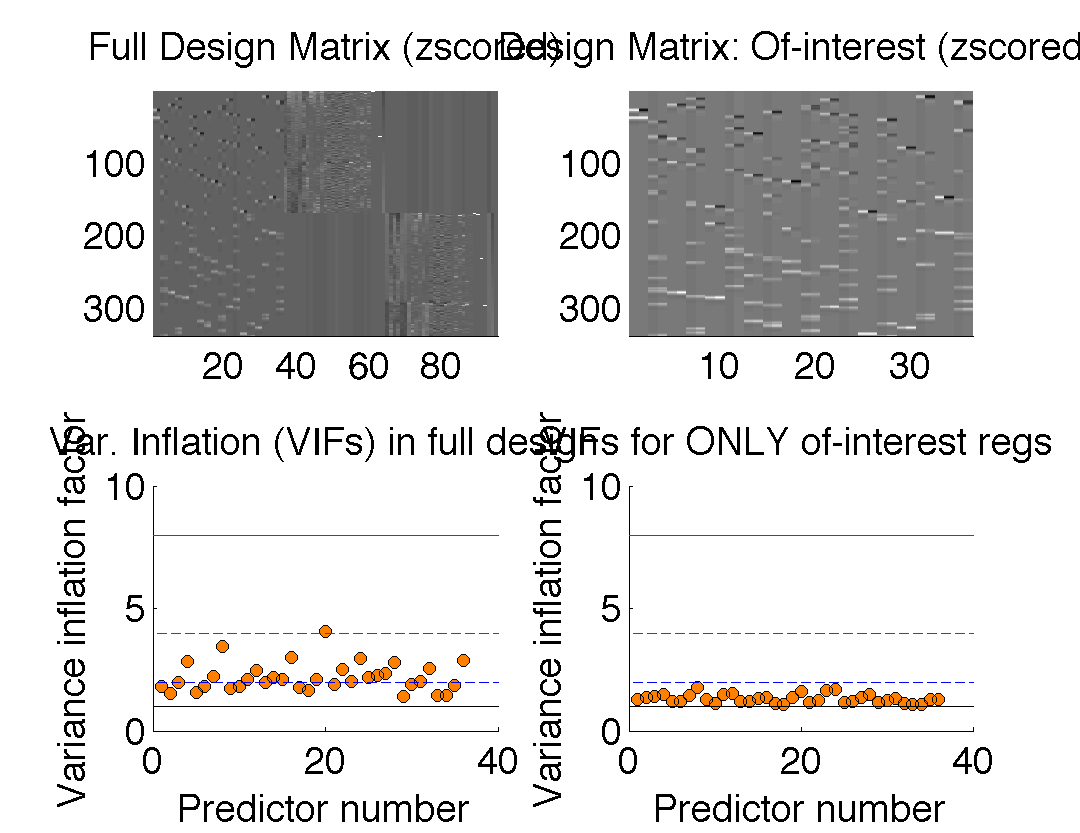 Full Design Matrix (zscored)
Design Matrix: Of-interest (zscored
100
200
300
20 40 60 80
100
200
300
10 20 30
Var. Inflation (VIFs) in full design
VIFs for ONLY of-interest regs
Variance inflation factor
10
5
0
0 20 40
Predictor number
Variance inflation factor
10
5
0
0 20 40
Predictor number